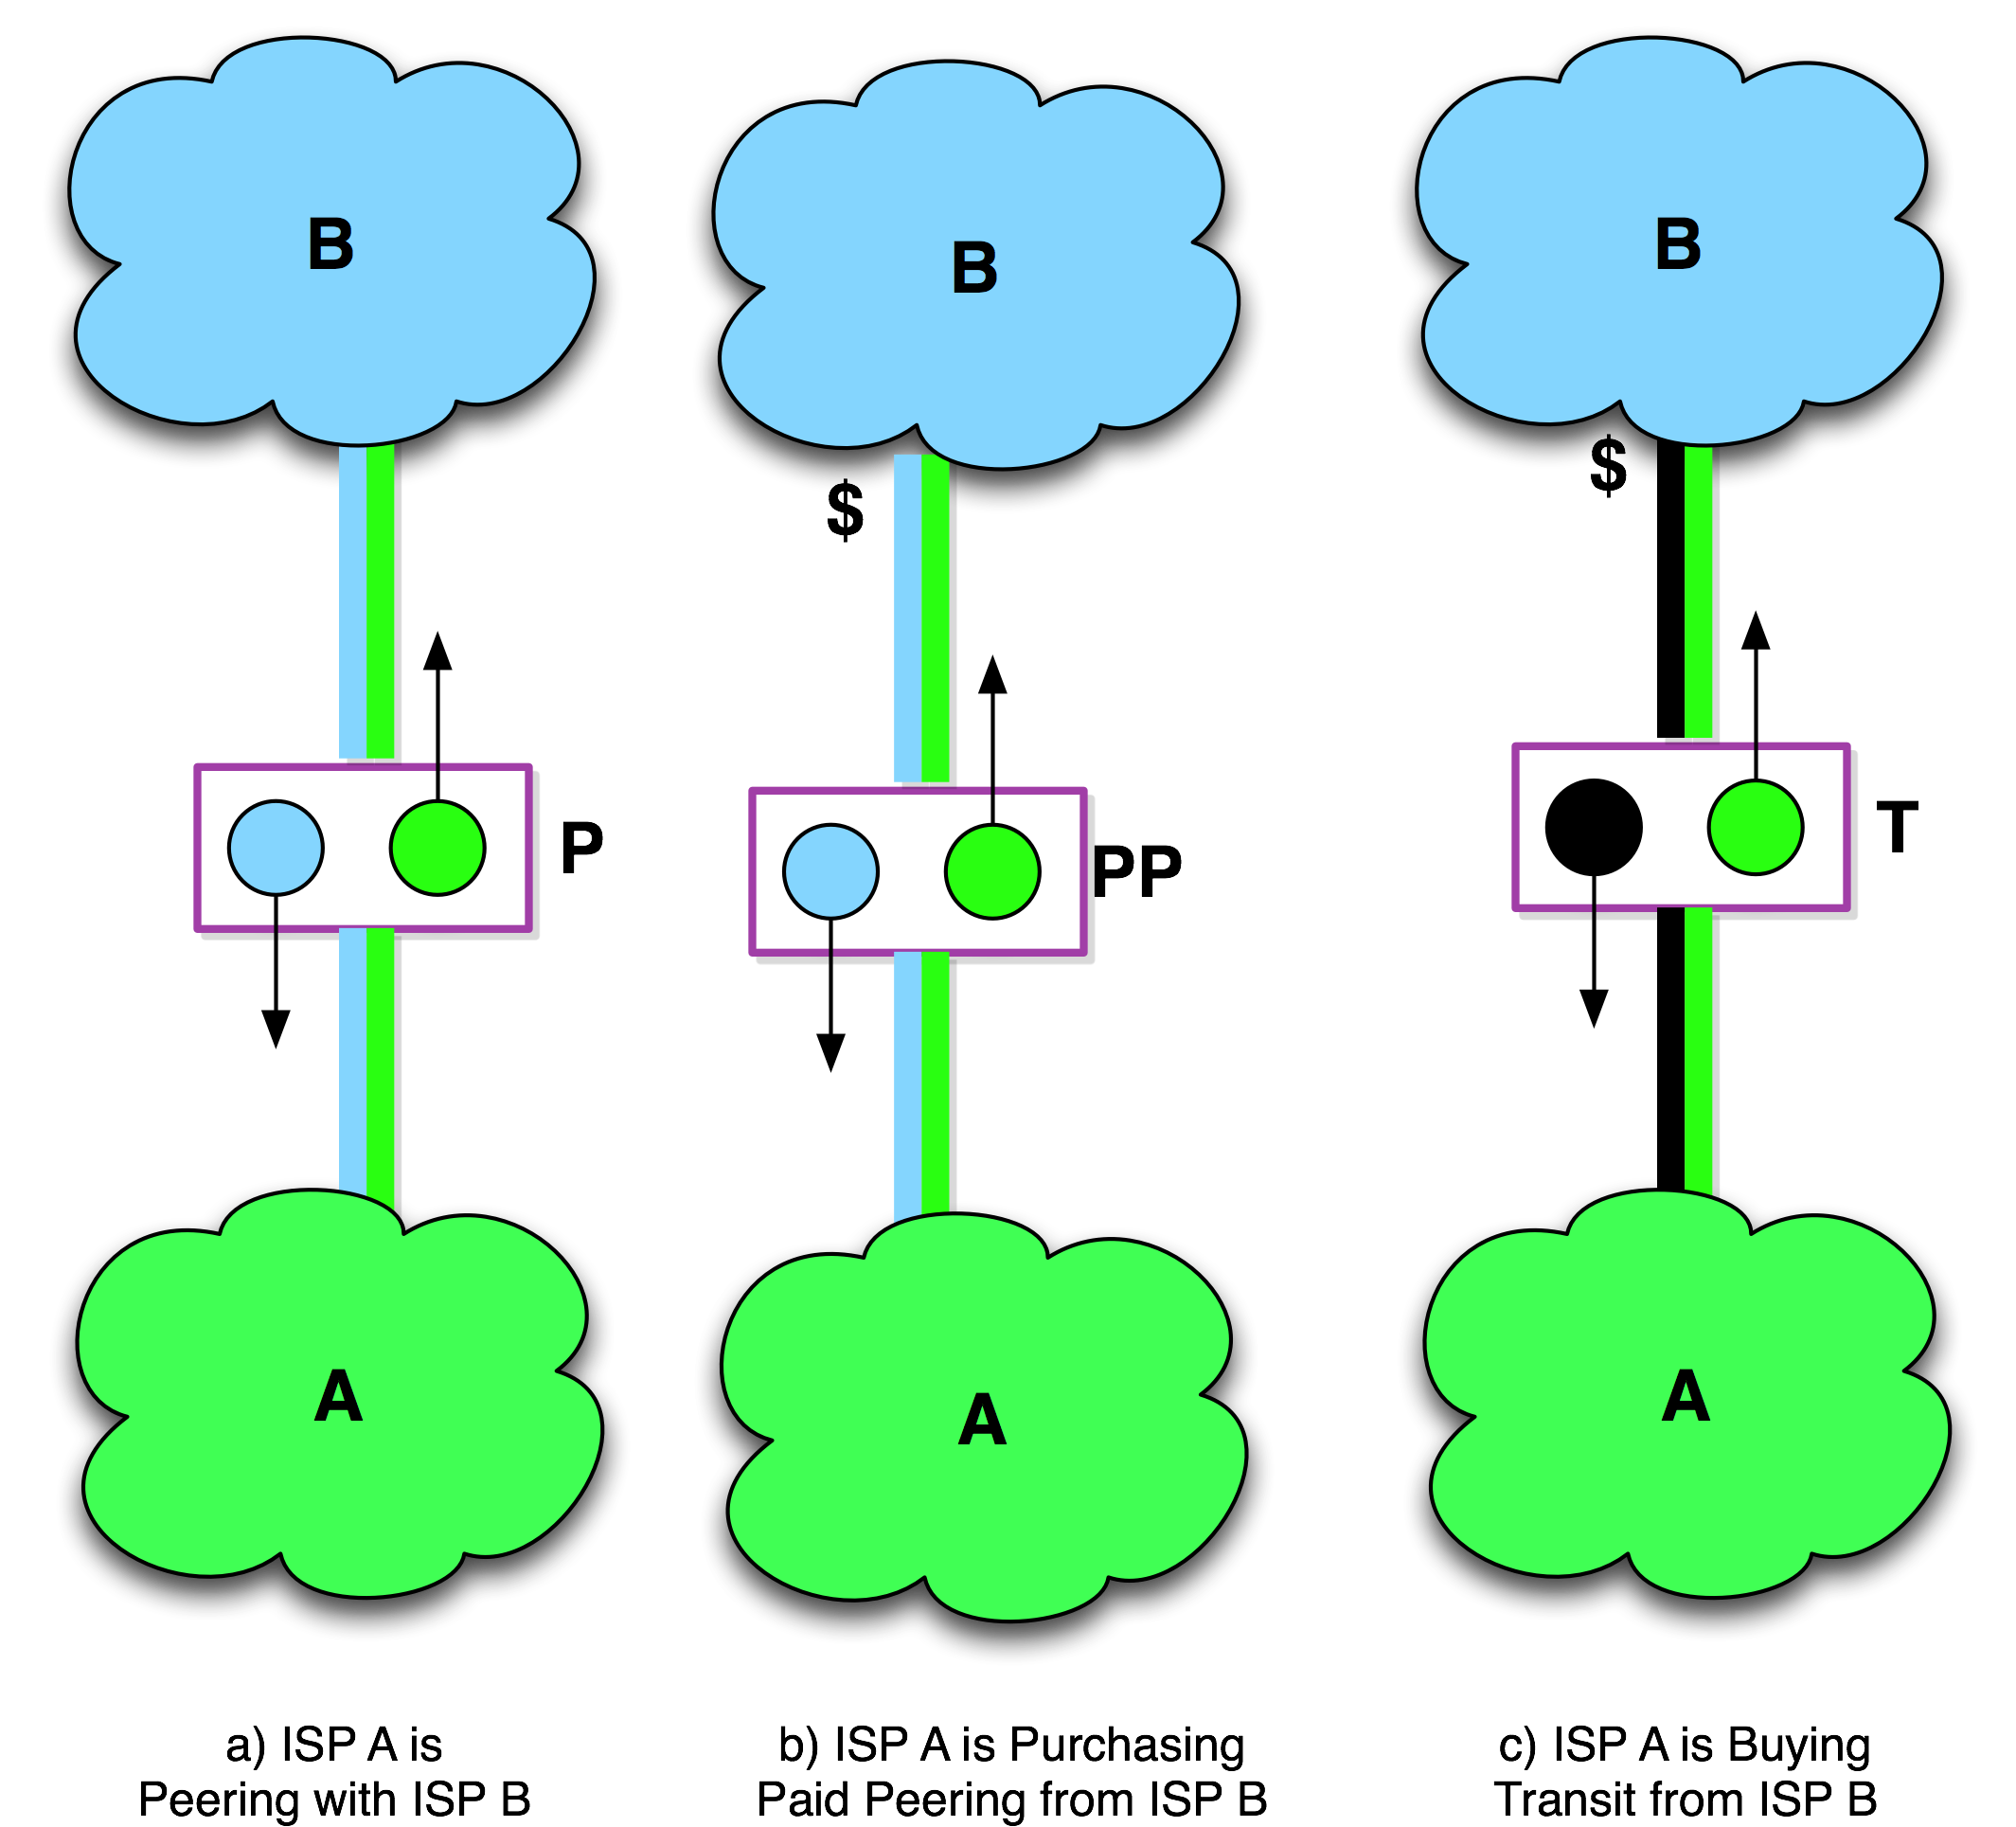 B
B
B
$
$
P
PP
T
A
A
A
a) ISP A is
Peering with ISP B
b) ISP A is Purchasing
Paid Peering from ISP B
c) ISP A is Buying
Transit from ISP B